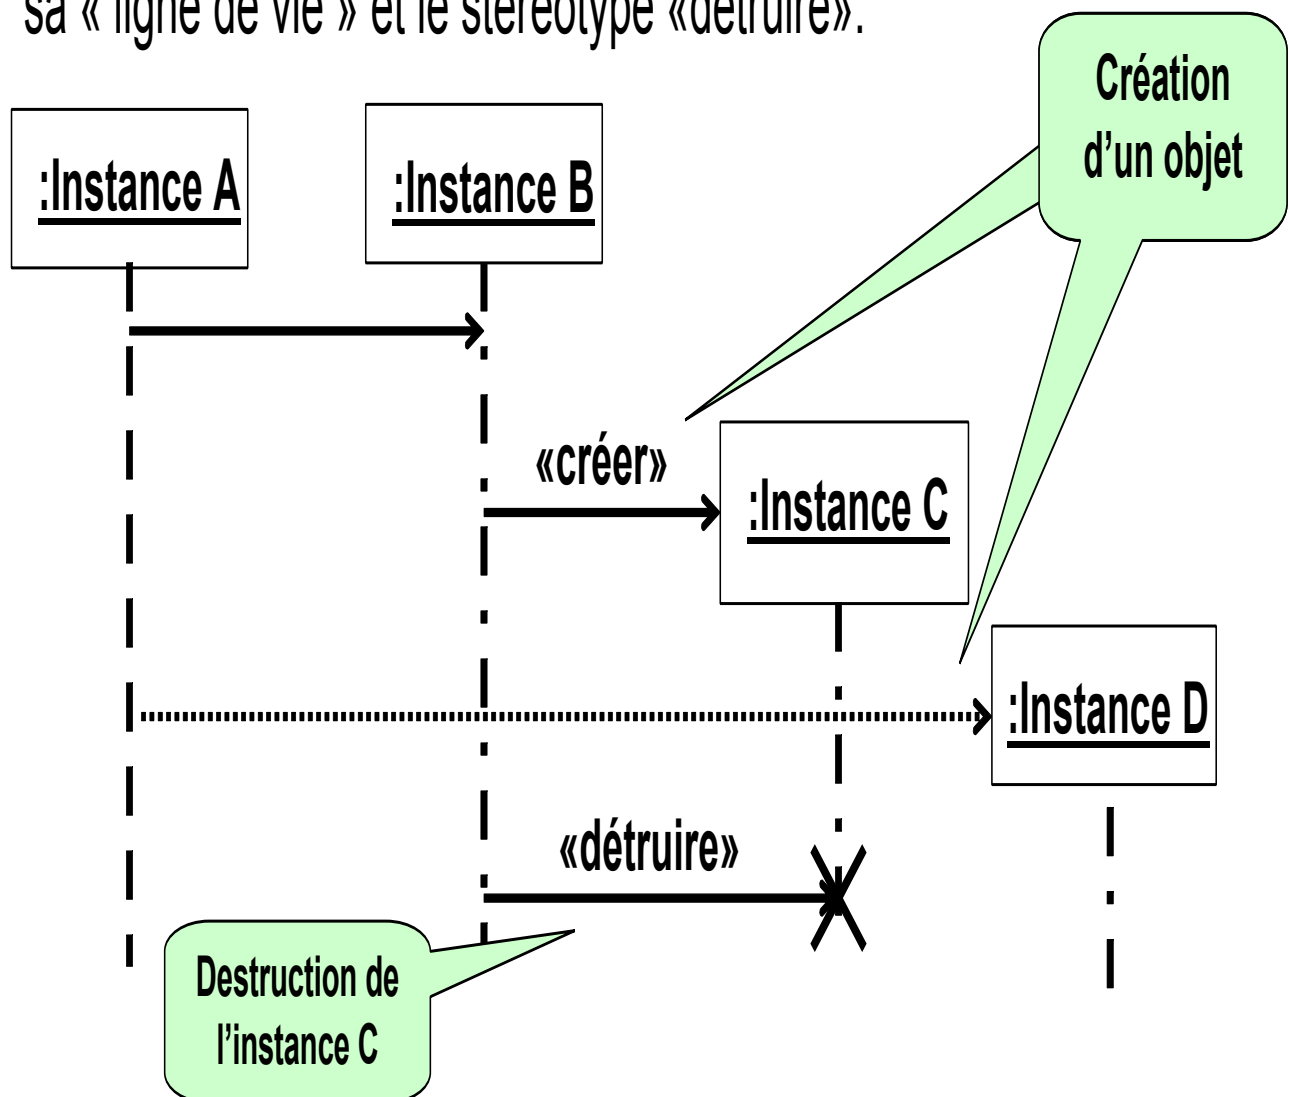 sa « ligne de vie » et le stéréotype «détruire».
Création
d’un objet
:Instance A
:Instance B
«créer»
:Instance C
:Instance D
«détruire»
Destruction de
l’instance C